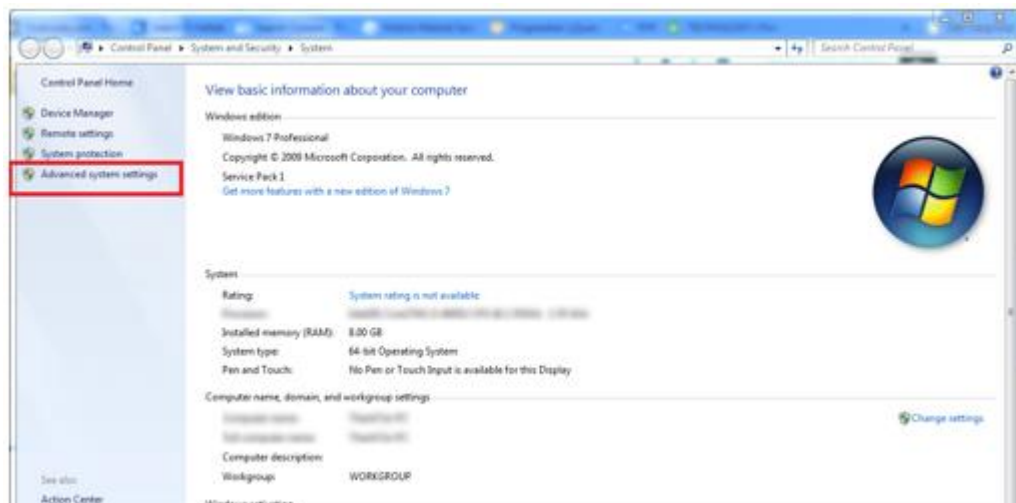 Control Panel ▸ System and Security ▸ System
Search Control Panel
Control Panel Home
Device Manager
Remote settings
System protection
Advanced system settings
See also
Action Center
View basic information about your computer
Windows edition
Windows 7 Professional
Copyright © 2009 Microsoft Corporation. All rights reserved.
Service Pack 1
Get more features with a new edition of Windows 7
System
Rating: System rating is not available
Installed memory (RAM): 8.00 GB
System type: 64-bit Operating System
Pen and Touch: No Pen or Touch Input is available for this Display
Computer name, domain, and workgroup settings
Change settings
Computer description:
Workgroup: WORKGROUP
Windows activation